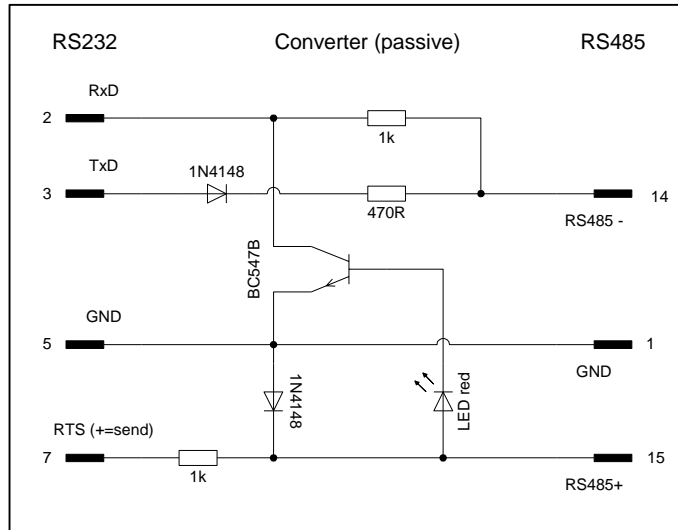 RS232 Converter (passive) RS485
RxD
2
1k
TxD
1N4148
3
14
470R
RS485 -
BC547B
GND
5
1
GND
1N4148
LED red
RTS (+=send)
7
15
1k
RS485+